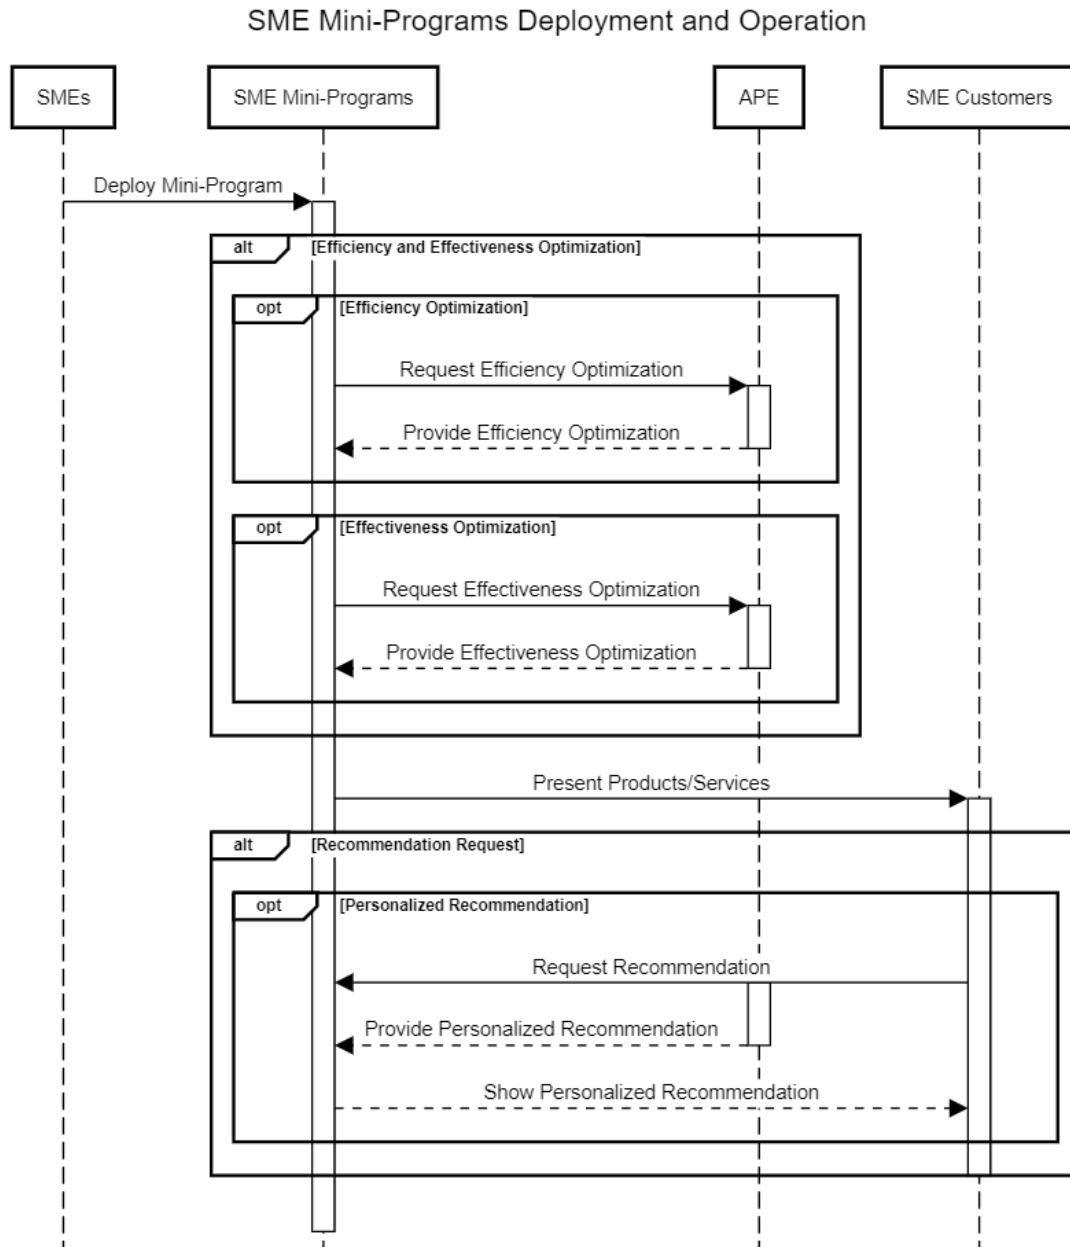 SME Mini-Programs Deployment and Operation
SMEs
SME Mini-Programs
APE
SME Customers
Deploy Mini-Program
alt
[Efficiency and Effectiveness Optimization]
opt
[Efficiency Optimization]
Request Efficiency Optimization
Provide Efficiency Optimization
opt
[Effectiveness Optimization]
Request Effectiveness Optimization
Provide Effectiveness Optimization
Present Products/Services
alt
[Recommendation Request]
opt
[Personalized Recommendation]
Request Recommendation
Provide Personalized Recommendation
Show Personalized Recommendation